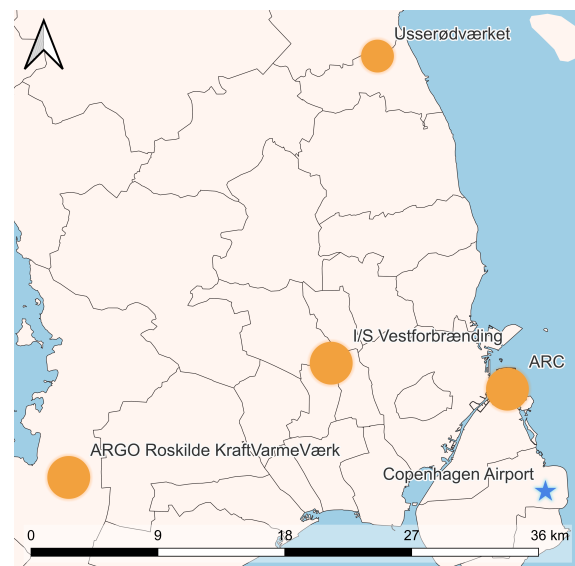 Usserødværket
I/S Vestforbrænding
ARC
ARGO Roskilde KraftVarmeVærk
Copenhagen Airport
0 9 18 27 36 km